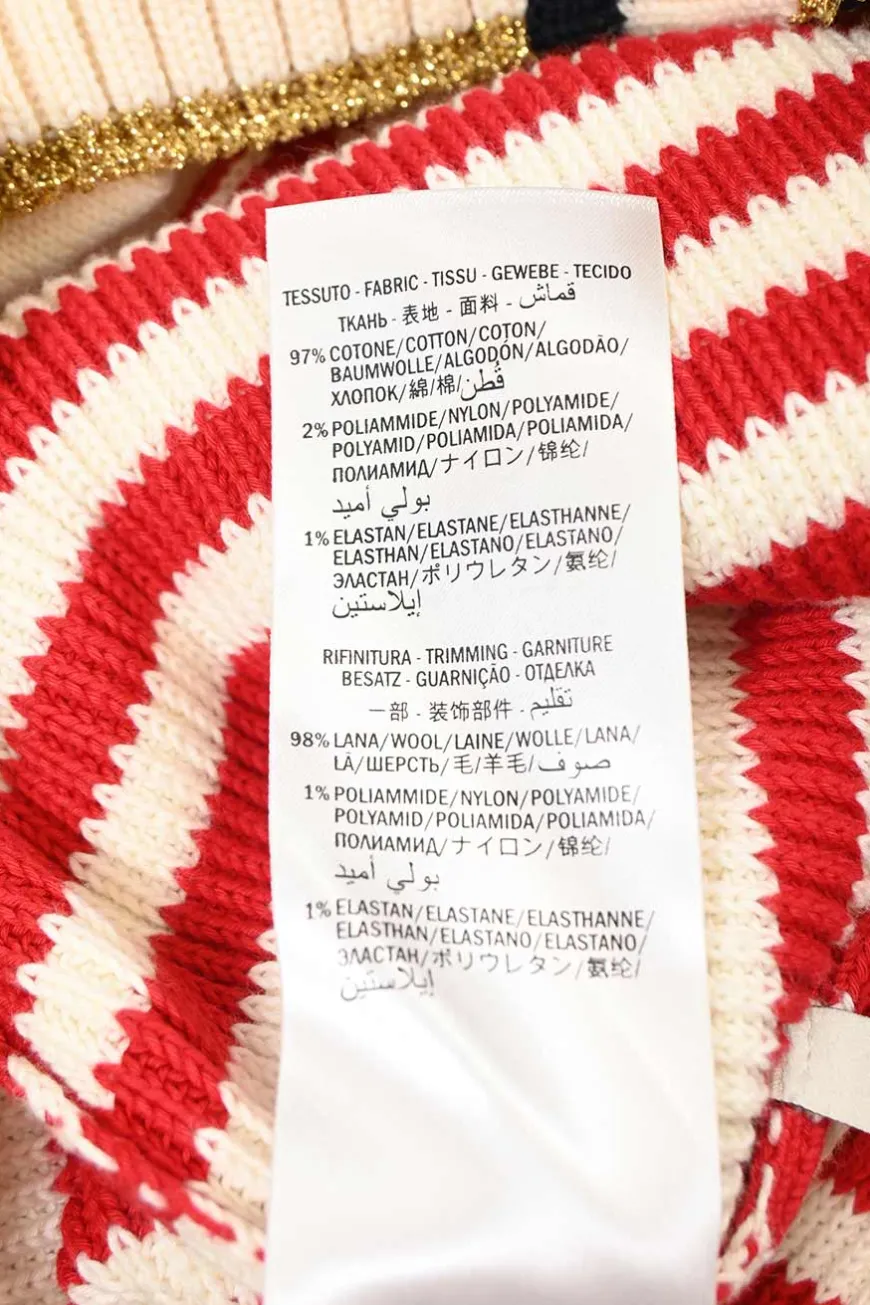 TESSUTO - FABRIC - TISSU - GEWEBE - TECIDO
ТКАНЬ - 表地 - 面料 - قماش
97% COTONE/COTTON/COTON/
BAUMWOLLE/ALGODÓN/ALGODÃO/
ХЛОПОК/綿/棉/قُطن
2% POLIAMMIDE/NYLON/POLYAMIDE/
POLYAMID/POLIAMIDA/POLIAMIDA/
ПОЛИАМИД/ナイロン/锦纶/
بولي أميد
1% ELASTAN/ELASTANE/ELASTHANNE/
ELASTHAN/ELASTANO/ELASTANO/
ЭЛАСТАН/ポリウレタン/氨纶/
إيلاستين
RIFINITURA - TRIMMING - GARNITURE
BESATZ - GUARNIÇÃO - ОТДЕЛКА
一部 - 装饰部件 - تقليم
98% LANA/WOOL/LAINE/WOLLE/LANA/
LÃ/ШЕРСТЬ/毛/羊毛/صوف
1% POLIAMMIDE/NYLON/POLYAMIDE/
POLYAMID/POLIAMIDA/POLIAMIDA/
ПОЛИАМИД/ナイロン/锦纶/
بولي أميد
1% ELASTAN/ELASTANE/ELASTHANNE/
ELASTHAN/ELASTANO/ELASTANO/
ЭЛАСТАН/ポリウレタン/氨纶/
إيلاستين